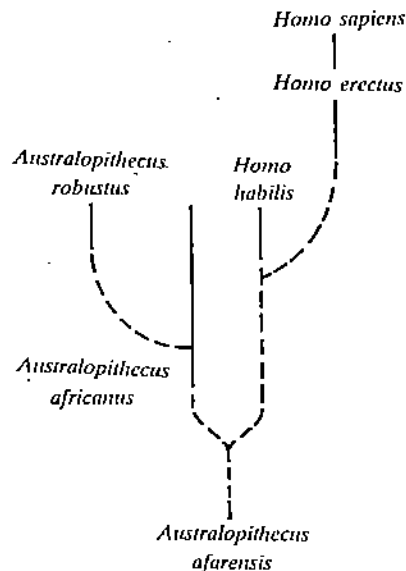 Homo sapiens
Homo erectus
Australopithecus
robustus
Homo
habilis
Australopithecus
africanus
Australopithecus
afarensis